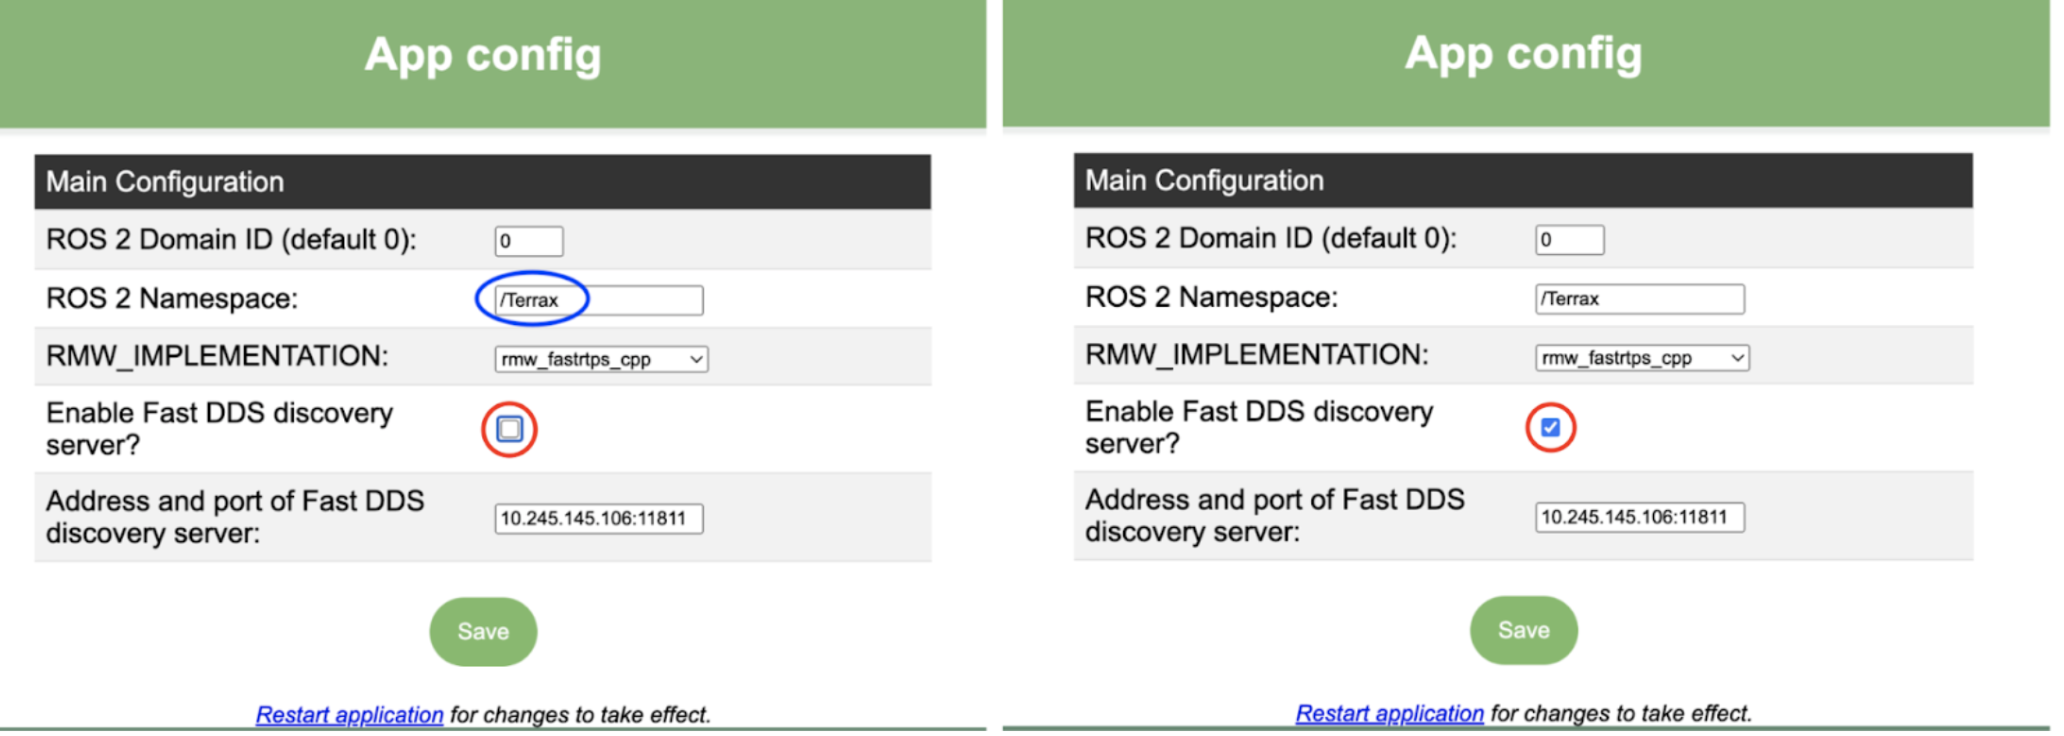 App config
Main Configuration
ROS 2 Domain ID (default 0):
0
ROS 2 Namespace:
/Terrax
RMW_IMPLEMENTATION:
rmw_fastrtps_cpp
Enable Fast DDS discovery
server?
Address and port of Fast DDS
discovery server:
10.245.145.106:11811
Save
Restart application for changes to take effect.
App config
Main Configuration
ROS 2 Domain ID (default 0):
0
ROS 2 Namespace:
/Terrax
RMW_IMPLEMENTATION:
rmw_fastrtps_cpp
Enable Fast DDS discovery
server?
Address and port of Fast DDS
discovery server:
10.245.145.106:11811
Save
Restart application for changes to take effect.